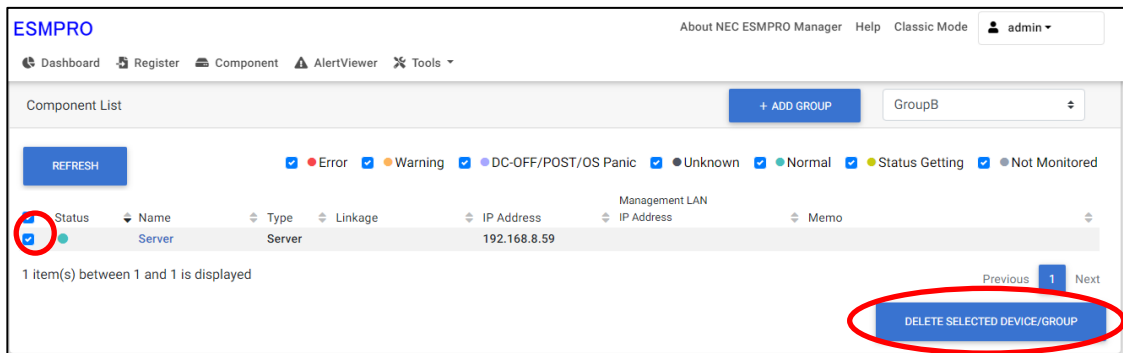 ESMPRO
About NEC ESMPRO Manager Help Classic Mode admin
Dashboard Register Component AlertViewer Tools
Component List
+ ADD GROUP
GroupB
REFRESH
Error Warning DC-OFF/POST/OS Panic Unknown Normal Status Getting Not Monitored
Status Name Type Linkage IP Address Management LAN IP Address Memo
Server Server 192.168.8.59
1 item(s) between 1 and 1 is displayed
Previous 1 Next
DELETE SELECTED DEVICE/GROUP